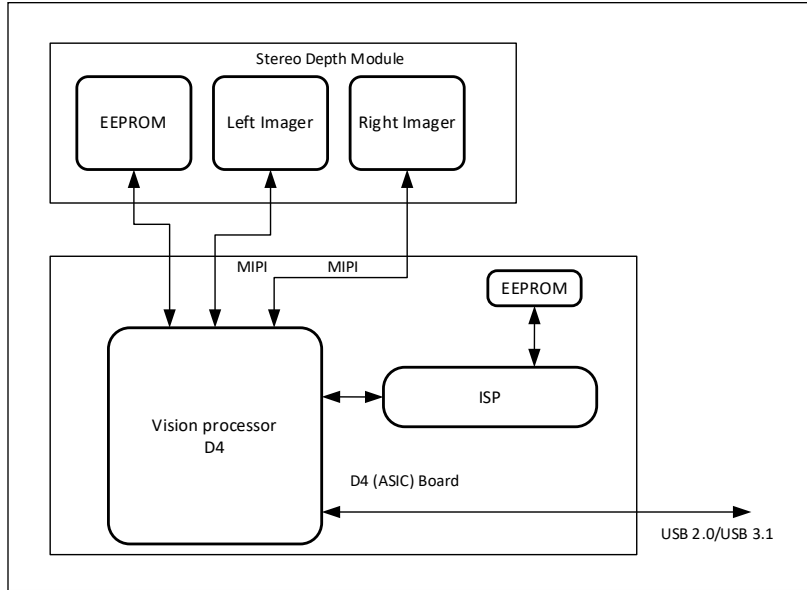 Stereo Depth Module
EEPROM
Left Imager
Right Imager
MIPI
MIPI
EEPROM
ISP
Vision processor
D4
D4 (ASIC) Board
USB 2.0/USB 3.1